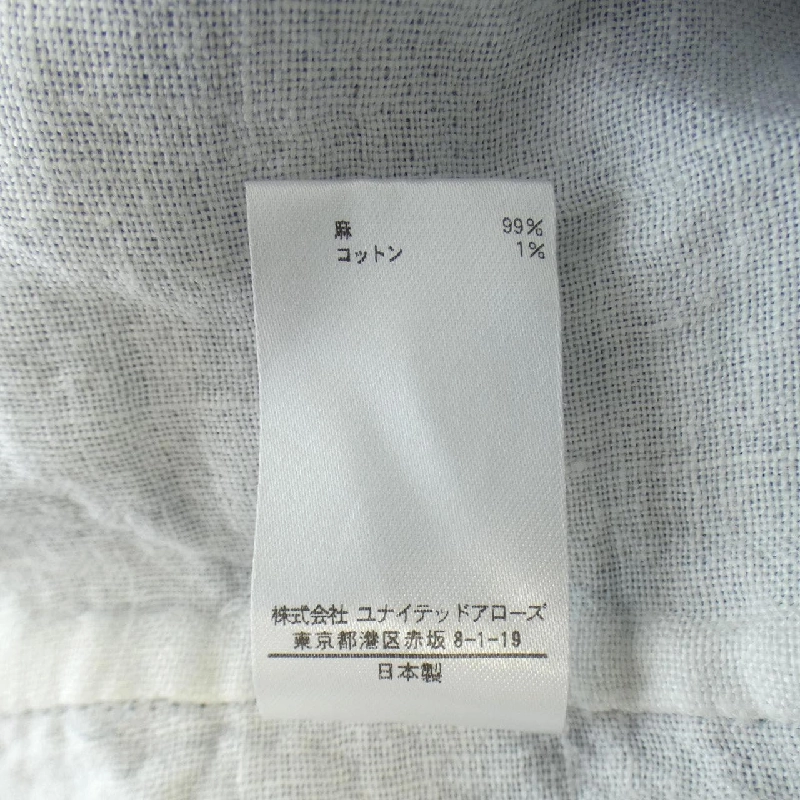 麻 99%
コットン 1%
株式会社 ユナイテッドアローズ
東京都港区赤坂 8-1-19
日本製